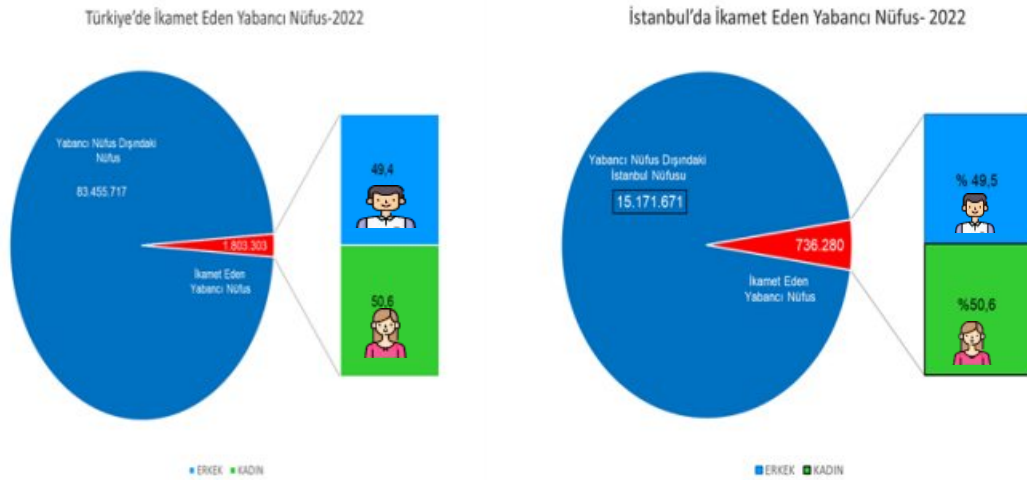 Türkiye’de İkamet Eden Yabancı Nüfus-2022
Yabancı Nüfus Dışındaki
Nüfus
83.455.717
1.803.303
İkamet Eden
Yabancı Nüfus
49,4
50,6
ERKEK KADIN
İstanbul’da İkamet Eden Yabancı Nüfus- 2022
Yabancı Nüfus Dışındaki
İstanbul Nüfusu
15.171.671
736.280
İkamet Eden
Yabancı Nüfus
% 49,5
%50,6
ERKEK KADIN